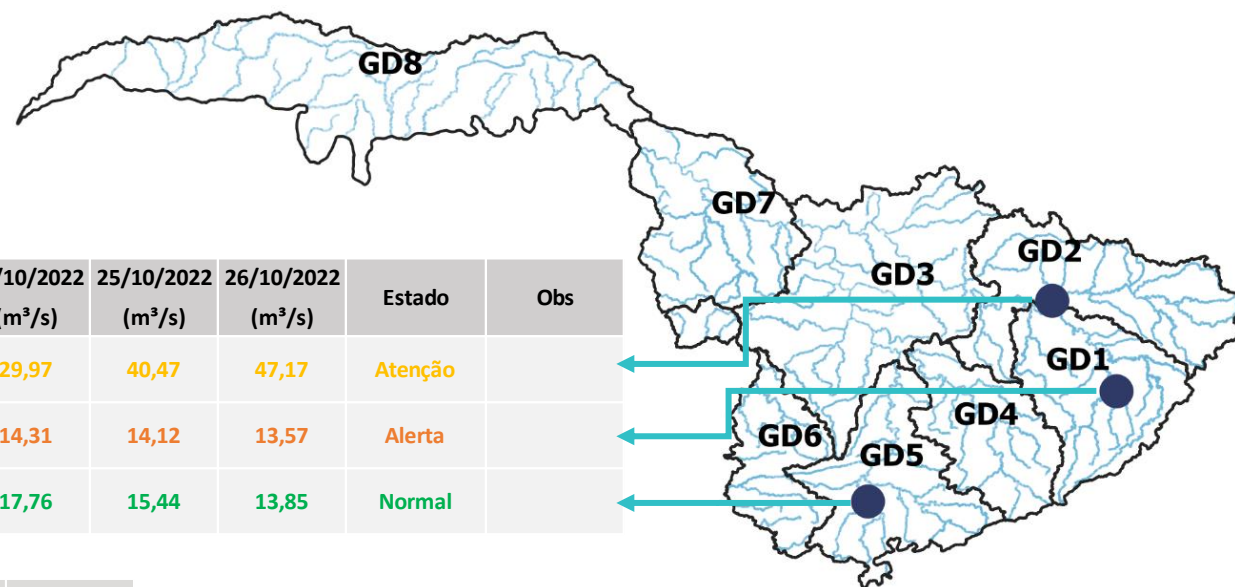 GD8
GD7
GD2
GD3
GD1
GD4
GD6
GD5
/10/2022 25/10/2022 26/10/2022 Estado Obs
(m³/s) (m³/s) (m³/s)
29,97 40,47 47,17 Atenção
14,31 14,12 13,57 Alerta
17,76 15,44 13,85 Normal